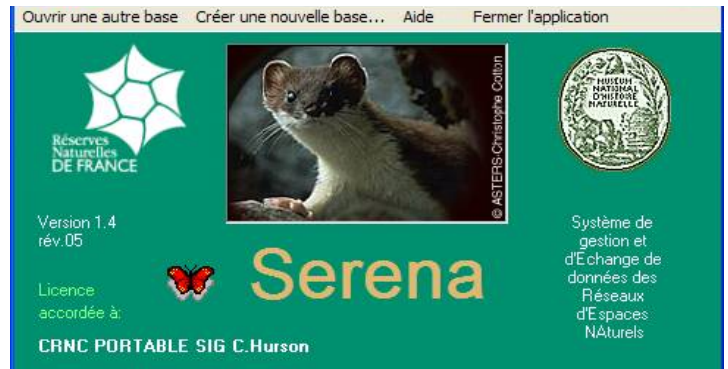 Ouvrir une autre base Créer une nouvelle base... Aide Fermer l'application
Réserves
Naturelles
DE FRANCE
© ASTERS-Christophe Cotton
MUSÉUM
NATIONAL
D'HISTOIRE
NATURELLE
Version 1.4
rév.05
Serena
Système de
gestion et
d'Echange de
données des
Réseaux
d'Espaces
NAturels
Licence
accordée à:
CRNC PORTABLE SIG C.Hurson